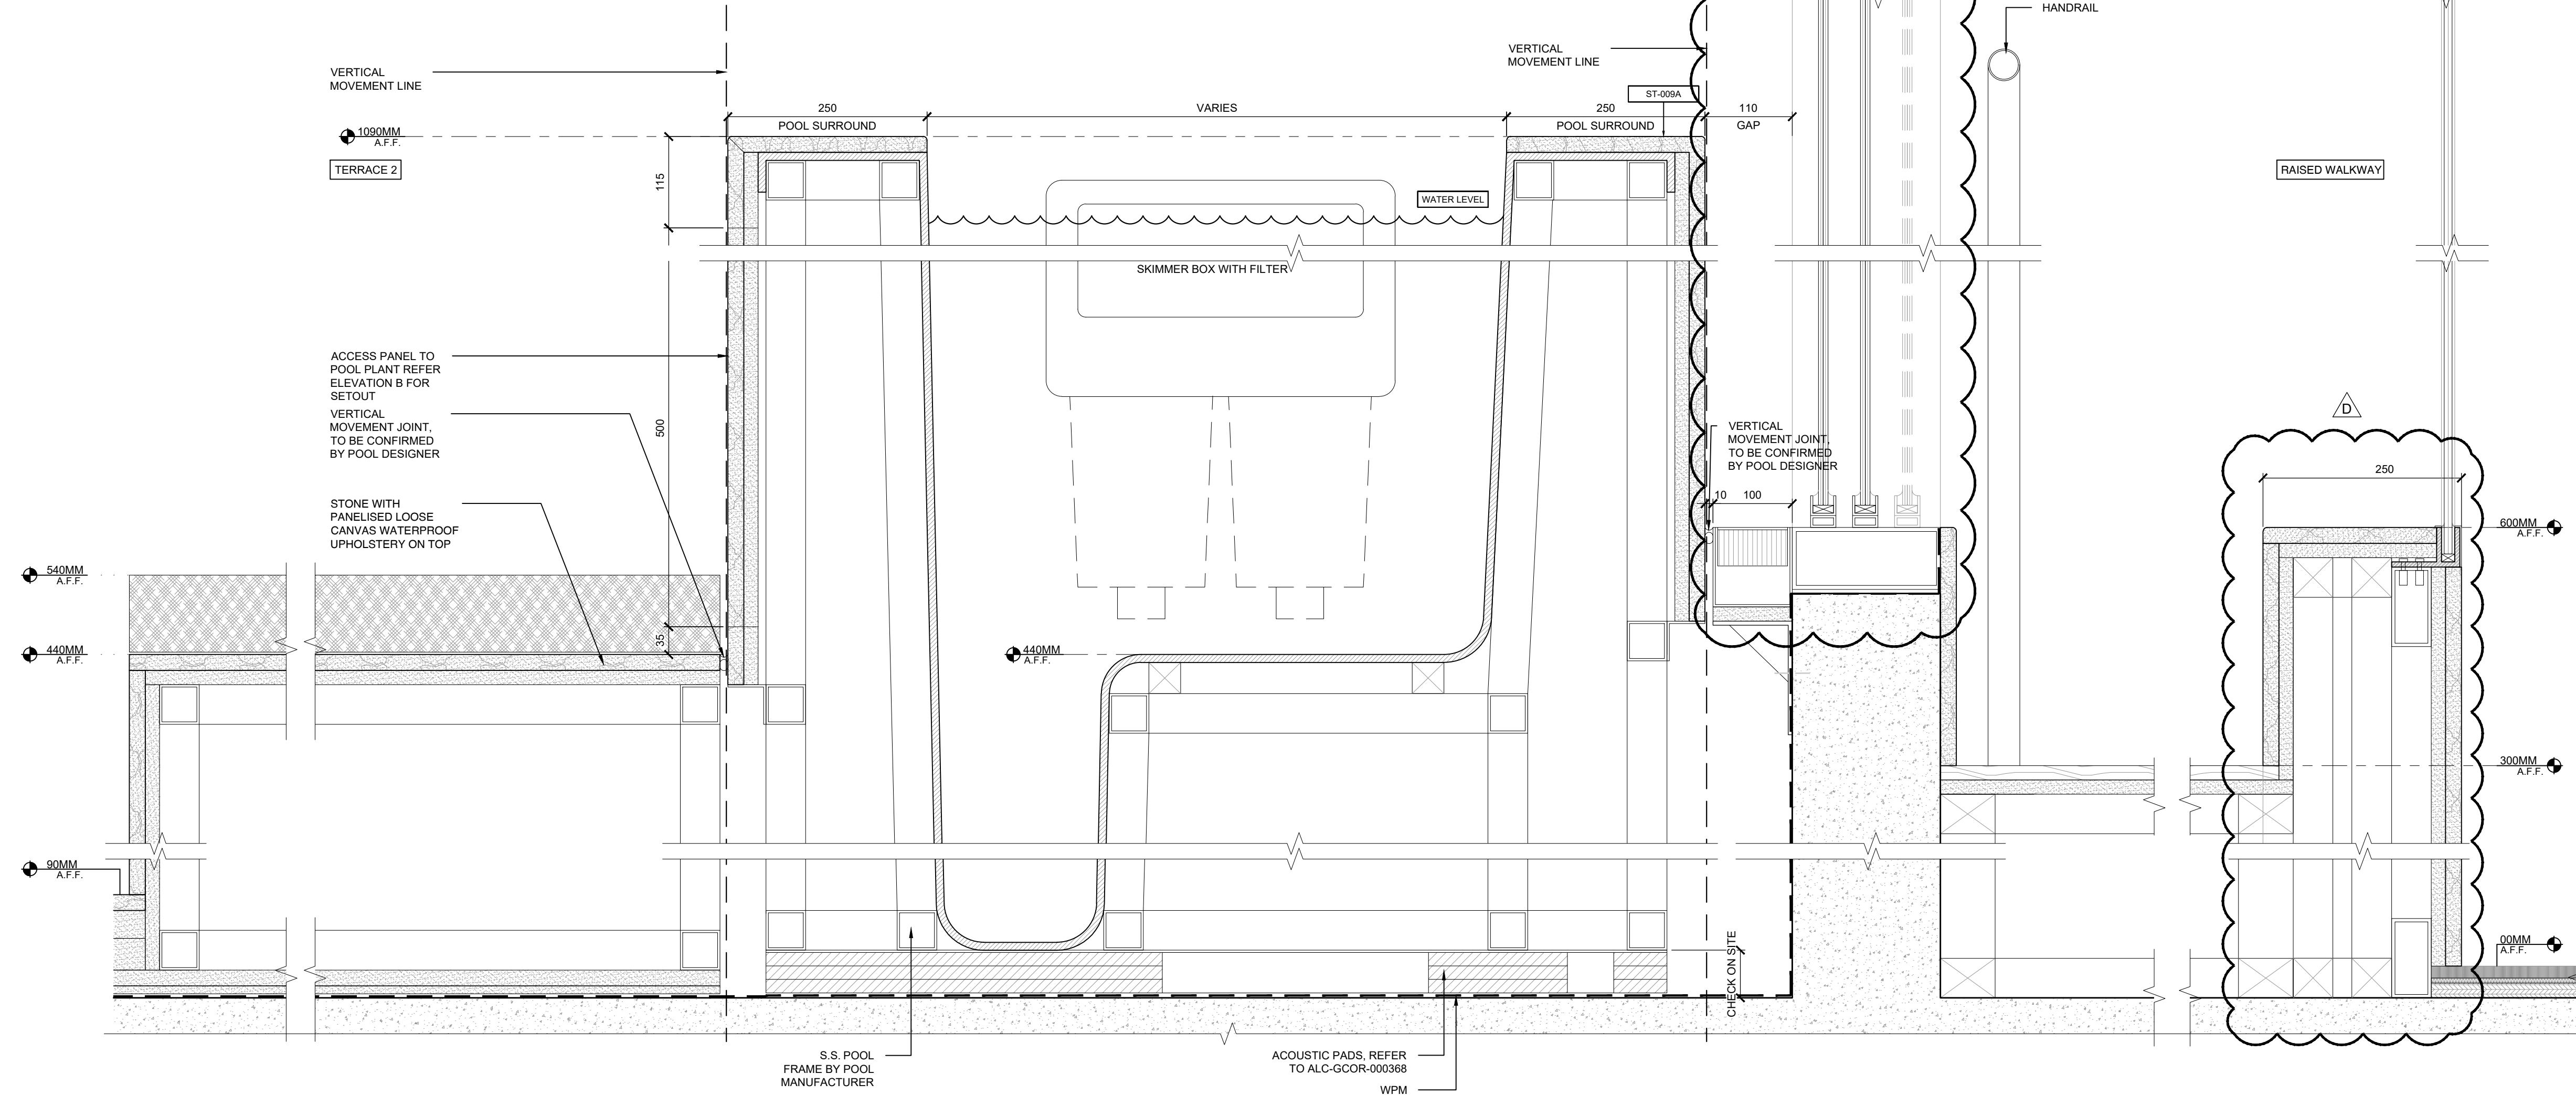 HANDRAIL
VERTICAL
MOVEMENT LINE
VERTICAL
MOVEMENT LINE
ST-009A
250
VARIES
250
110
POOL SURROUND
POOL SURROUND
GAP
1090MM
A.F.F.
TERRACE 2
RAISED WALKWAY
115
WATER LEVEL
SKIMMER BOX WITH FILTER
ACCESS PANEL TO
POOL PLANT REFER
ELEVATION B FOR
SETOUT
VERTICAL
MOVEMENT JOINT,
TO BE CONFIRMED
BY POOL DESIGNER
500
VERTICAL
MOVEMENT JOINT,
TO BE CONFIRMED
BY POOL DESIGNER
D
250
10
100
STONE WITH
PANELISED LOOSE
CANVAS WATERPROOF
UPHOLSTERY ON TOP
600MM
A.F.F.
540MM
A.F.F.
35
440MM
A.F.F.
440MM
A.F.F.
300MM
A.F.F.
90MM
A.F.F.
00MM
A.F.F.
CHECK ON SITE
S.S. POOL
FRAME BY POOL
MANUFACTURER
ACOUSTIC PADS, REFER
TO ALC-GCOR-000368
WPM